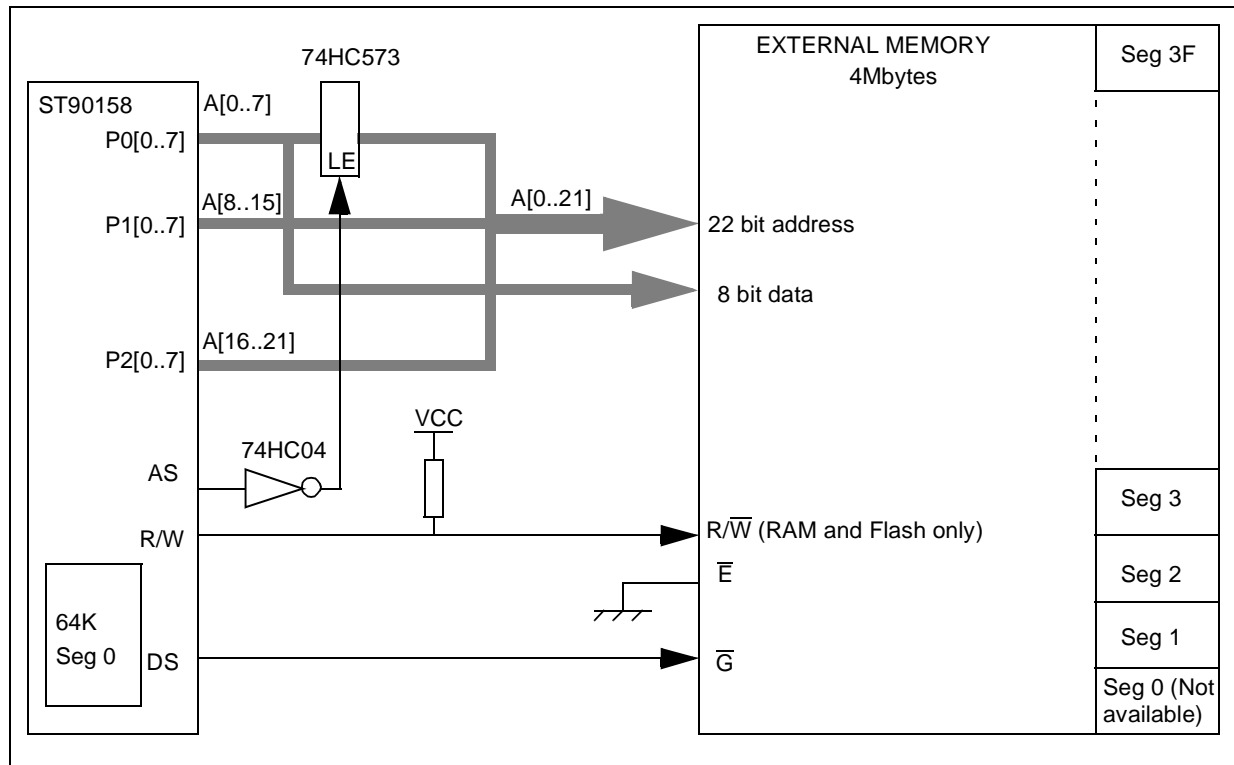 EXTERNAL MEMORY
4Mbytes
Seg 3F
74HC573
ST90158
A[0..7]
P0[0..7]
LE
A[8..15]
A[0..21]
P1[0..7]
22 bit address
8 bit data
A[16..21]
P2[0..7]
VCC
74HC04
AS
Seg 3
R/W
R/W̅ (RAM and Flash only)
E̅
Seg 2
64K
Seg 0
DS
G̅
Seg 1
Seg 0 (Not
available)